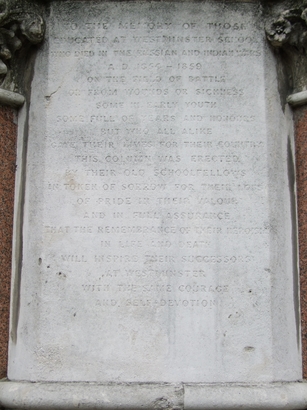 TO THE MEMORY OF THOSE
EDUCATED AT WESTMINSTER SCHOOL
WHO DIED IN THE RUSSIAN AND INDIAN WARS
A.D. 1854 - 1859
ON THE FIELD OF BATTLE
OR FROM WOUNDS OR SICKNESS
SOME IN EARLY YOUTH
SOME FULL OF YEARS AND HONOURS
BUT WHO ALL ALIKE
GAVE THEIR LIVES FOR THEIR COUNTRY
THIS COLUMN WAS ERECTED
BY THEIR OLD SCHOOLFELLOWS
IN TOKEN OF SORROW FOR THEIR LOSS
OF PRIDE IN THEIR VALOUR
AND IN FULL ASSURANCE
THAT THE REMEMBRANCE OF THEIR HEROISM
IN LIFE AND DEATH
WILL INSPIRE THEIR SUCCESSORS
AT WESTMINSTER
WITH THE SAME COURAGE
AND SELF-DEVOTION